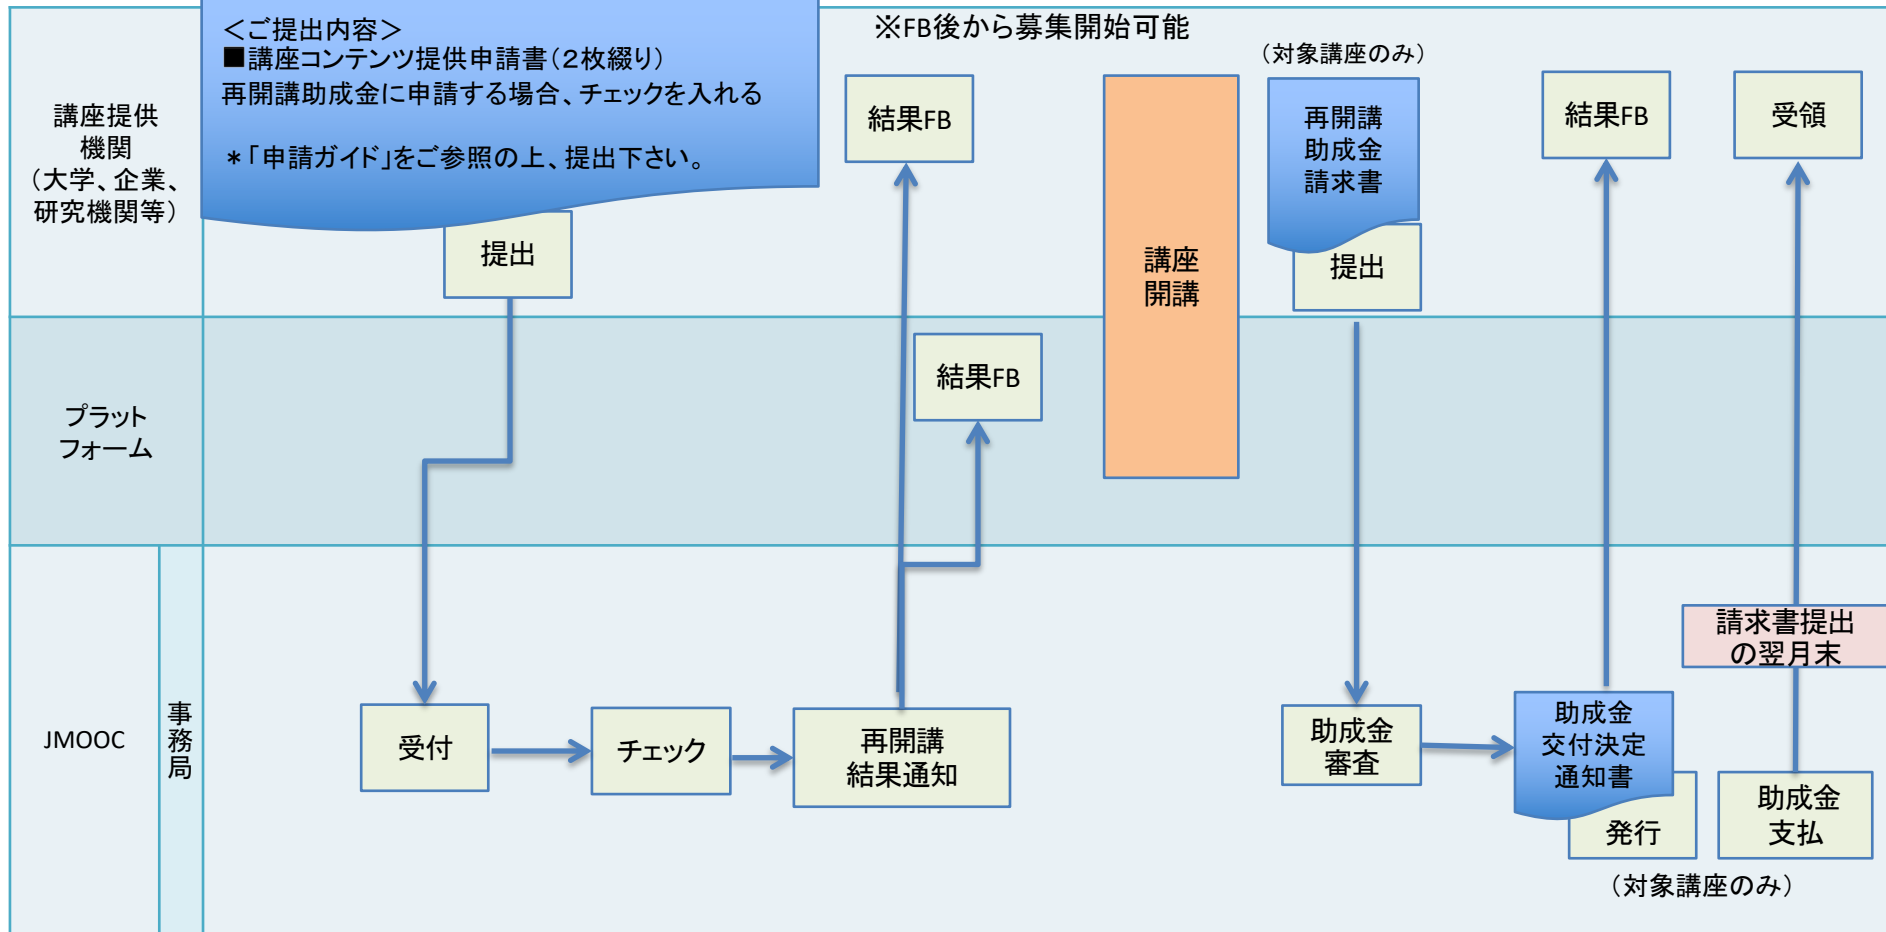 ＜ご提出内容＞
■講座コンテンツ提供申請書（２枚綴り）
再開講助成金に申請する場合、チェックを入れる
＊「申請ガイド」をご参照の上、提出下さい。
※FB後から募集開始可能
（対象講座のみ）
講座提供
機関
（大学、企業、
研究機関等）
提出
結果FB
講座
開講
再開講
助成金
請求書
提出
結果FB
受領
プラット
フォーム
結果FB
JMOOC
事務局
受付
チェック
再開講
結果通知
助成金
審査
助成金
交付決定
通知書
発行
（対象講座のみ）
請求書提出
の翌月末
助成金
支払